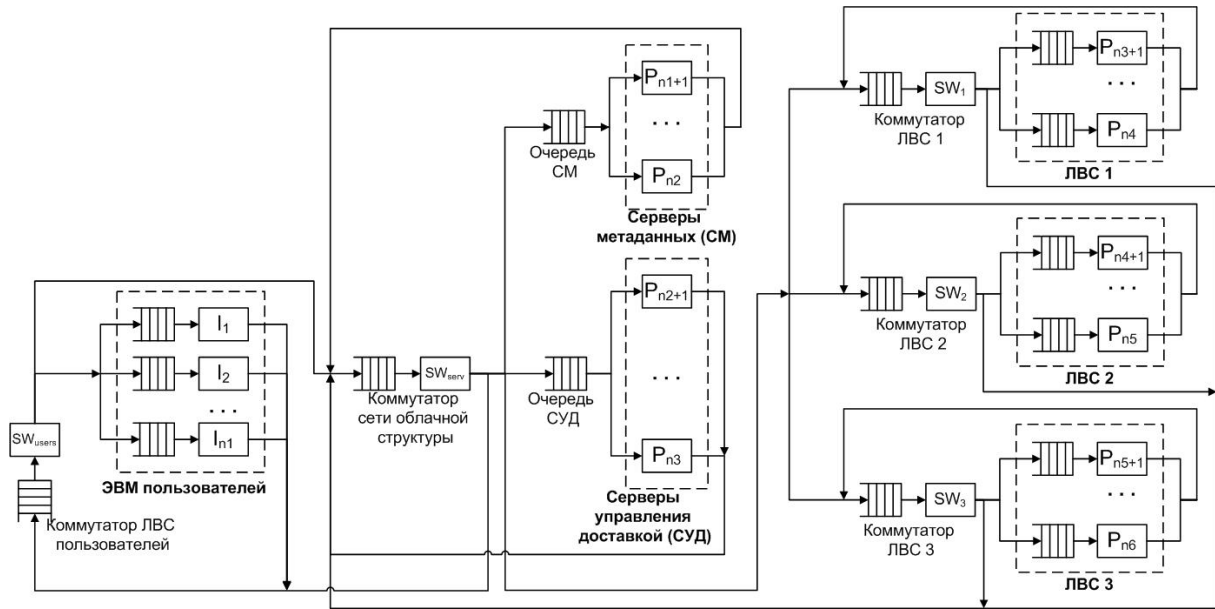 I1
I2
...
In1
ЭВМ пользователей
SWusers
Коммутатор ЛВС
пользователей
SWserv
Коммутатор
сети облачной
структуры
Очередь
СМ
Pn1+1
...
Pn2
Серверы
метаданных (СМ)
Очередь
СУД
Pn2+1
...
Pn3
Серверы
управления
доставкой (СУД)
SW1
Коммутатор
ЛВС 1
Pn3+1
...
Pn4
ЛВС 1
SW2
Коммутатор
ЛВС 2
Pn4+1
...
Pn5
ЛВС 2
SW3
Коммутатор
ЛВС 3
Pn5+1
...
Pn6
ЛВС 3